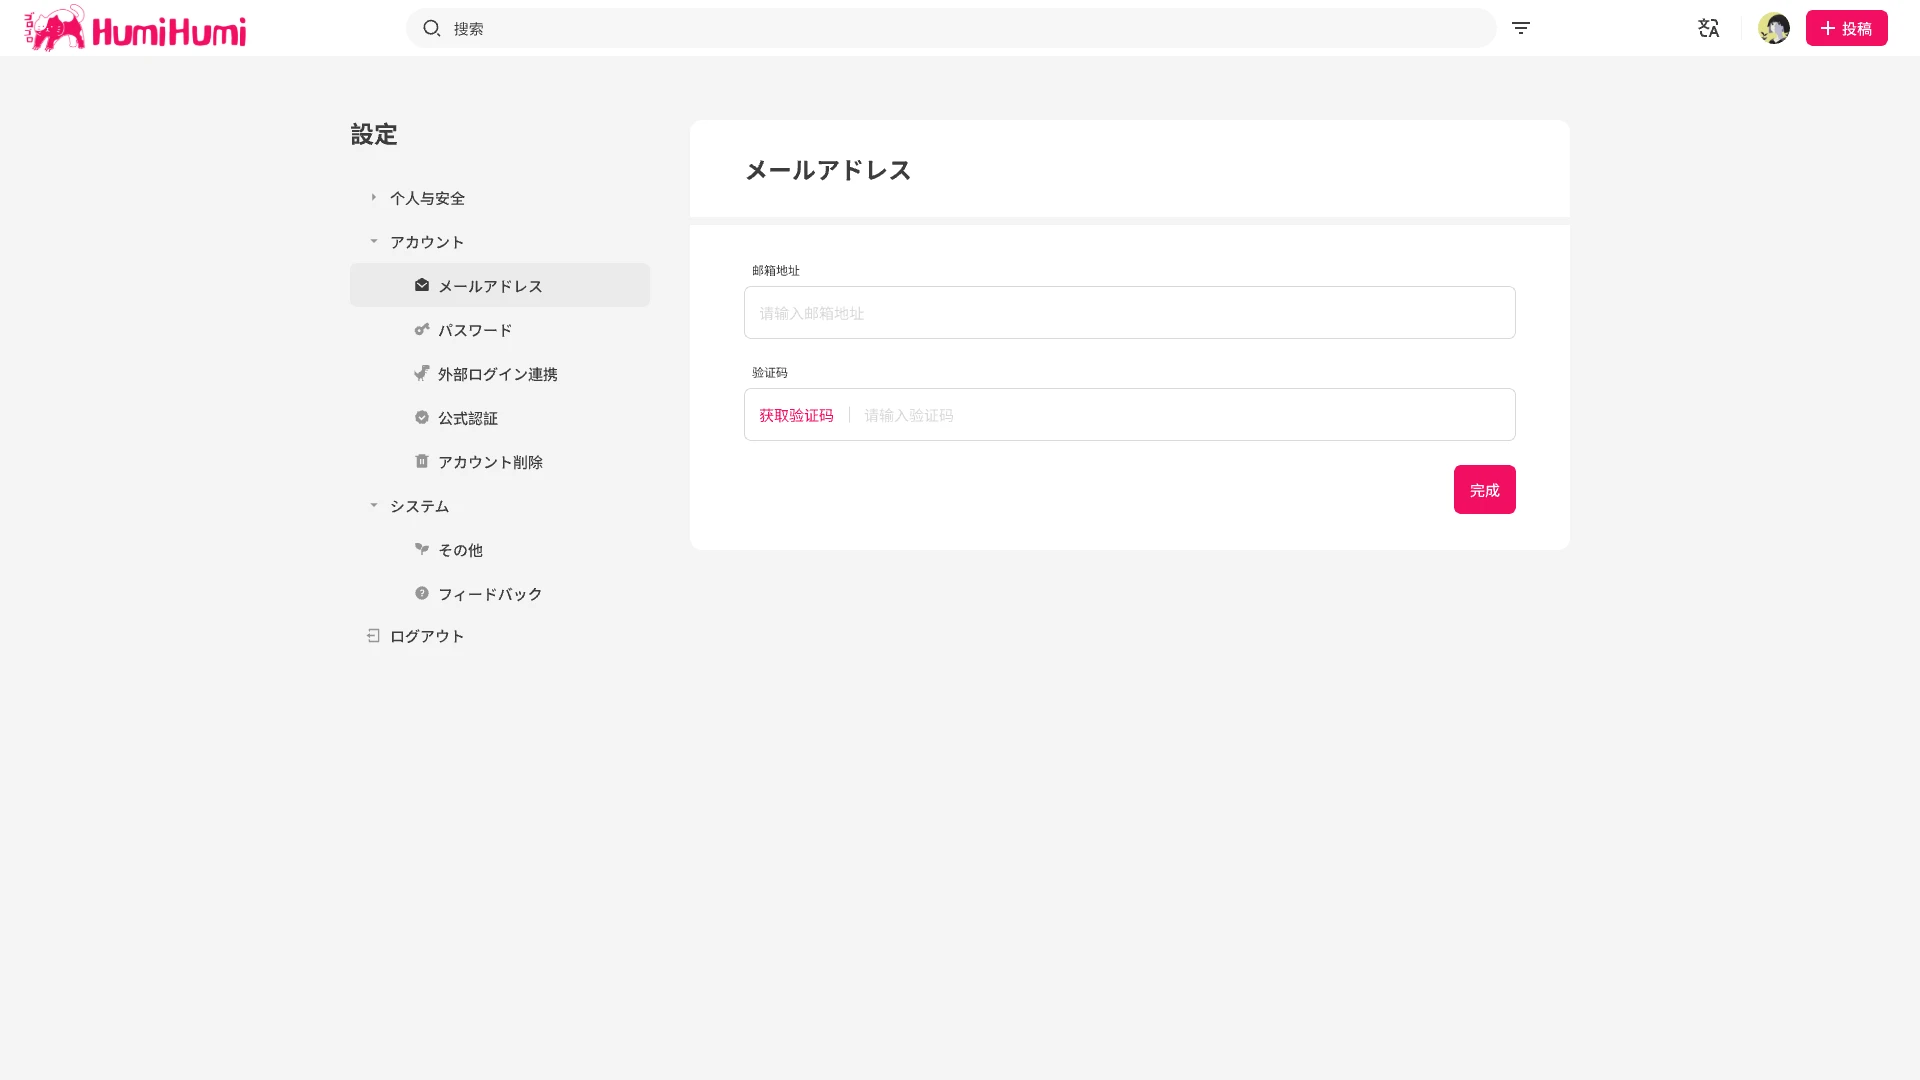 ゴロゴロ
HumiHumi
搜索
投稿
設定
个人与安全
アカウント
メールアドレス
パスワード
外部ログイン連携
公式認証
アカウント削除
システム
その他
フィードバック
ログアウト
メールアドレス
邮箱地址
请输入邮箱地址
验证码
获取验证码 请输入验证码
完成